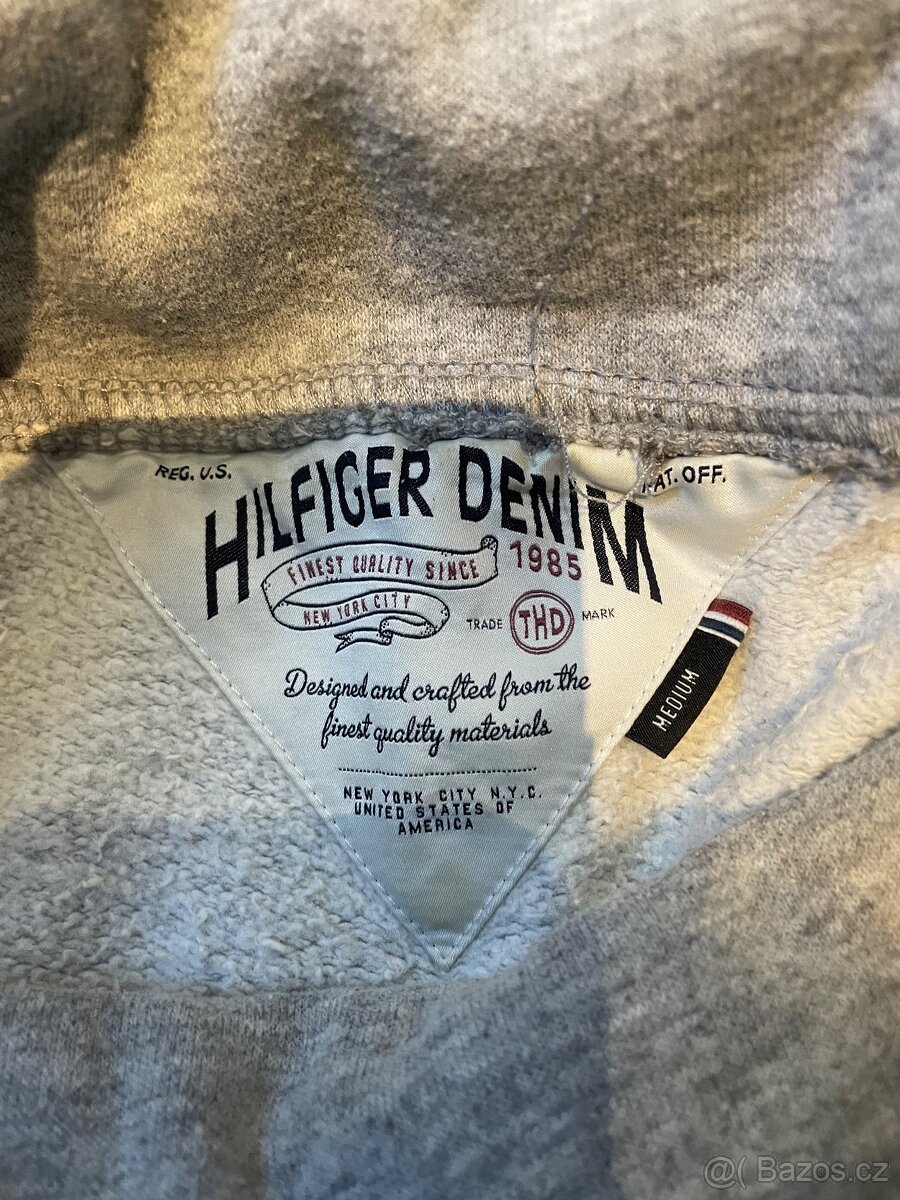 REG. U.S.
PAT. OFF.
HILFIGER DENIM
FINEST QUALITY SINCE
1985
NEW YORK CITY
TRADE THD MARK
Designed and crafted from the
finest quality materials
NEW YORK CITY N.Y.C.
UNITED STATES OF
AMERICA
MEDIUM
@( Bazos.cz